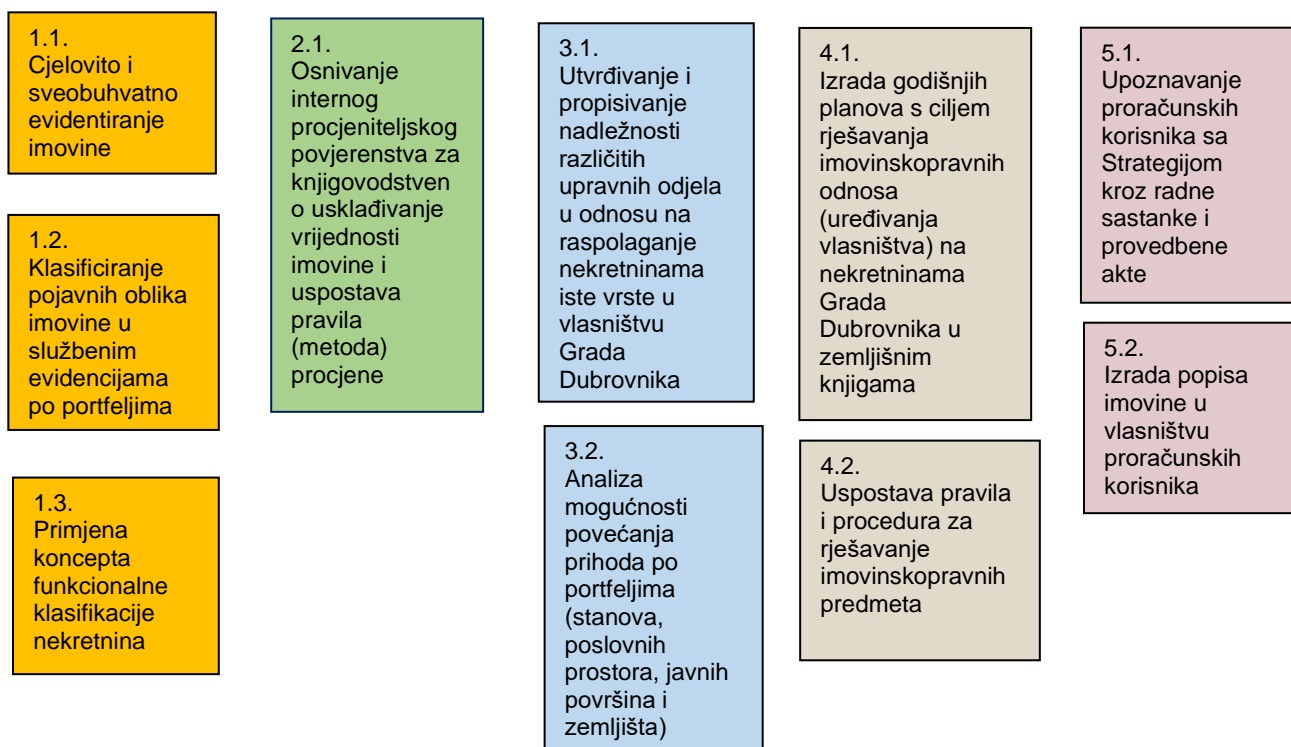 1.1.
Cjelovito i
sveobuhvatno
evidentiranje
imovine
1.2.
Klasificiranje
pojavnih oblika
imovine u
službenim
evidencijama
po portfeljima
1.3.
Primjena
koncepta
funkcionalne
klasifikacije
nekretnina
2.1.
Osnivanje
internog
procjeniteljskog
povjerenstva za
knjigovodstven
o usklađivanje
vrijednosti
imovine i
uspostava
pravila
(metoda)
procjene
3.1.
Utvrđivanje i
propisivanje
nadležnosti
različitih
upravnih odjela
u odnosu na
raspolaganje
nekretninama
iste vrste u
vlasništvu
Grada
Dubrovnika
3.2.
Analiza
mogućnosti
povećanja
prihoda po
portfeljima
(stanova,
poslovnih
prostora, javnih
površina i
zemljišta)
4.1.
Izrada godišnjih
planova s ciljem
rješavanja
imovinskopravnih
odnosa
(uređivanja
vlasništva) na
nekretninama
Grada
Dubrovnika u
zemljišnim
knjigama
4.2.
Uspostava pravila
i procedura za
rješavanje
imovinskopravnih
predmeta
5.1.
Upoznavanje
proračunskih
korisnika sa
Strategijom
kroz radne
sastanke i
provedbene
akte
5.2.
Izrada popisa
imovine u
vlasništvu
proračunskih
korisnika